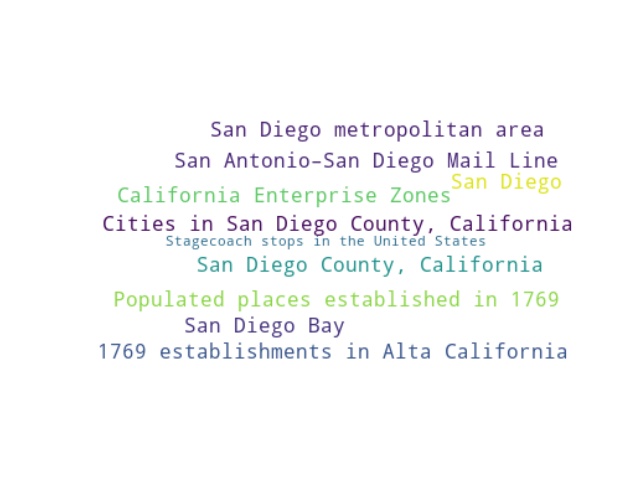 San Diego metropolitan area
San Antonio–San Diego Mail Line
San Diego
California Enterprise Zones
Cities in San Diego County, California
Stagecoach stops in the United States
San Diego County, California
Populated places established in 1769
San Diego Bay
1769 establishments in Alta California